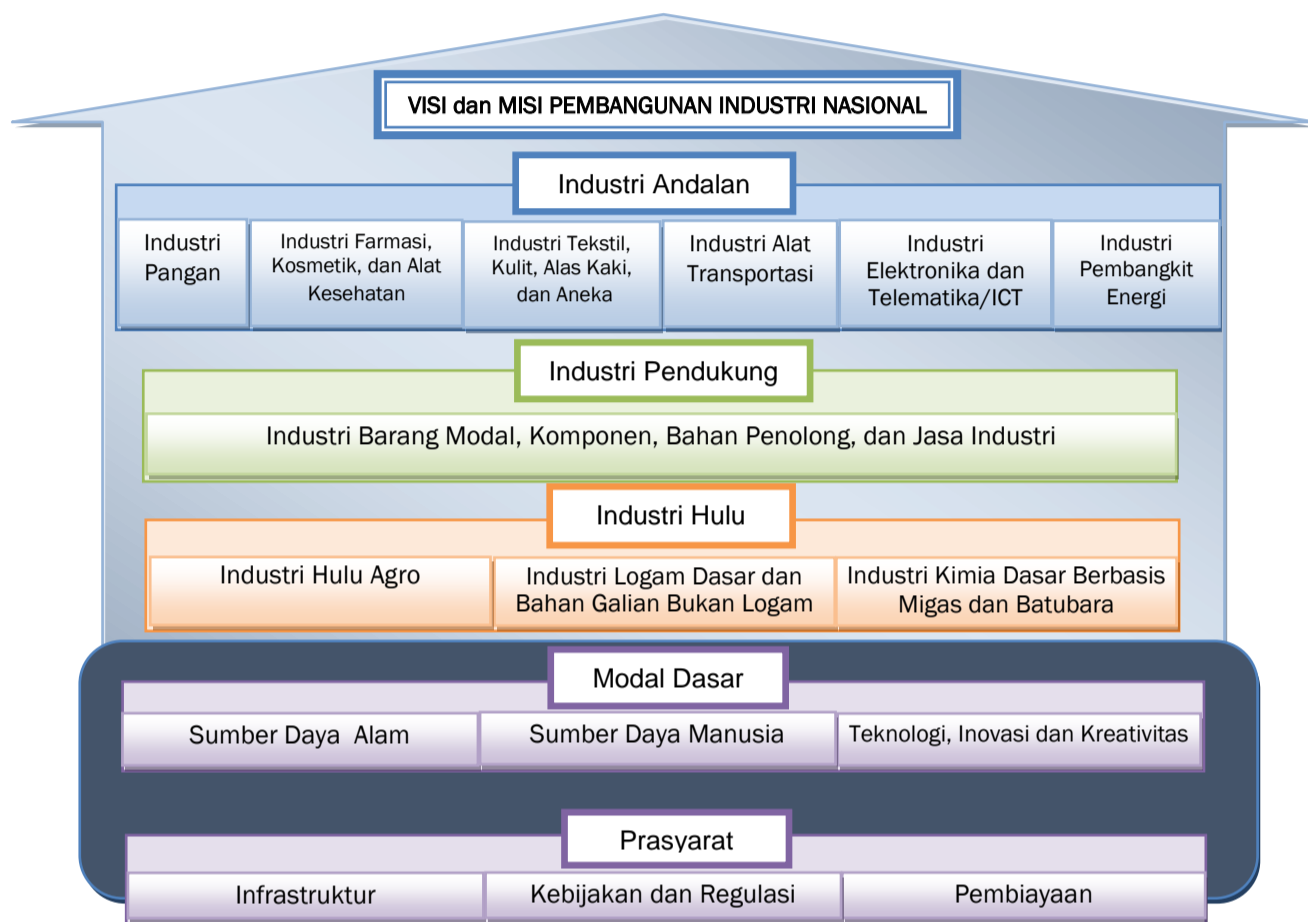 VISI dan MISI PEMBANGUNAN INDUSTRI NASIONAL
Industri Andalan
Industri
Pangan
Industri Farmasi,
Kosmetik, dan Alat
Kesehatan
Industri Tekstil,
Kulit, Alas Kaki,
dan Aneka
Industri Alat
Transportasi
Industri
Elektronika dan
Telematika/ICT
Industri
Pembangkit
Energi
Industri Pendukung
Industri Barang Modal, Komponen, Bahan Penolong, dan Jasa Industri
Industri Hulu
Industri Hulu Agro
Industri Logam Dasar dan
Bahan Galian Bukan Logam
Industri Kimia Dasar Berbasis
Migas dan Batubara
Modal Dasar
Sumber Daya Alam
Sumber Daya Manusia
Teknologi, Inovasi dan Kreativitas
Prasyarat
Infrastruktur
Kebijakan dan Regulasi
Pembiayaan